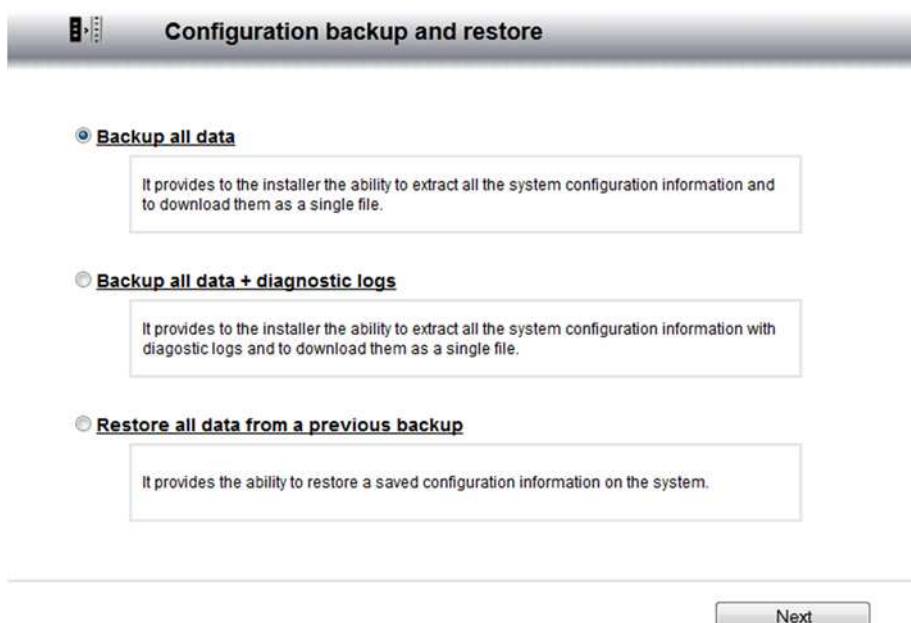 Configuration backup and restore
Backup all data
It provides to the installer the ability to extract all the system configuration information and
to download them as a single file.
Backup all data + diagnostic logs
It provides to the installer the ability to extract all the system configuration information with
diagostic logs and to download them as a single file.
Restore all data from a previous backup
It provides the ability to restore a saved configuration information on the system.
Next